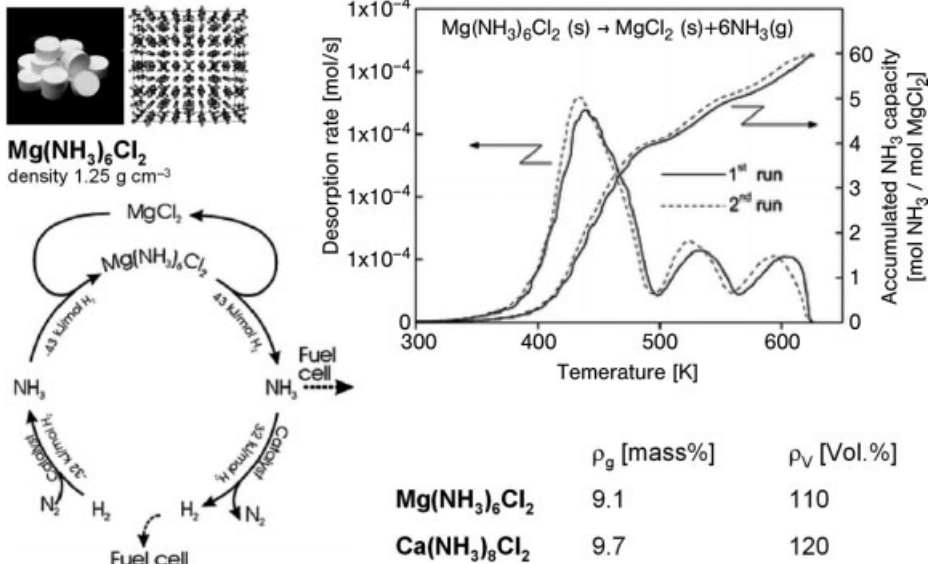 Mg(NH₃)₆Cl₂
density 1.25 g cm⁻³
MgCl₂
Mg(NH₃)₆Cl₂
-43 kJ/mol H₂
43 kJ/mol H₂
NH₃
NH₃
Fuel
cell
Catalyst
-32 kJ/mol H₂
32 kJ/mol H₂
Catalyst
N₂
H₂
H₂
N₂
Fuel cell
Mg(NH₃)₆Cl₂ (s) → MgCl₂ (s)+6NH₃(g)
Desorption rate [mol/s]
1x10⁻⁴
1x10⁻⁴
1x10⁻⁴
1x10⁻⁴
1x10⁻⁴
0
Accumulated NH₃ capacity
[mol NH₃ / mol MgCl₂]
60
5
4
3
2
1
0
1ˢᵗ run
2ⁿᵈ run
300
400
500
600
Temerature [K]
ρg [mass%] ρV [Vol.%]
Mg(NH₃)₆Cl₂ 9.1 110
Ca(NH₃)₈Cl₂ 9.7 120